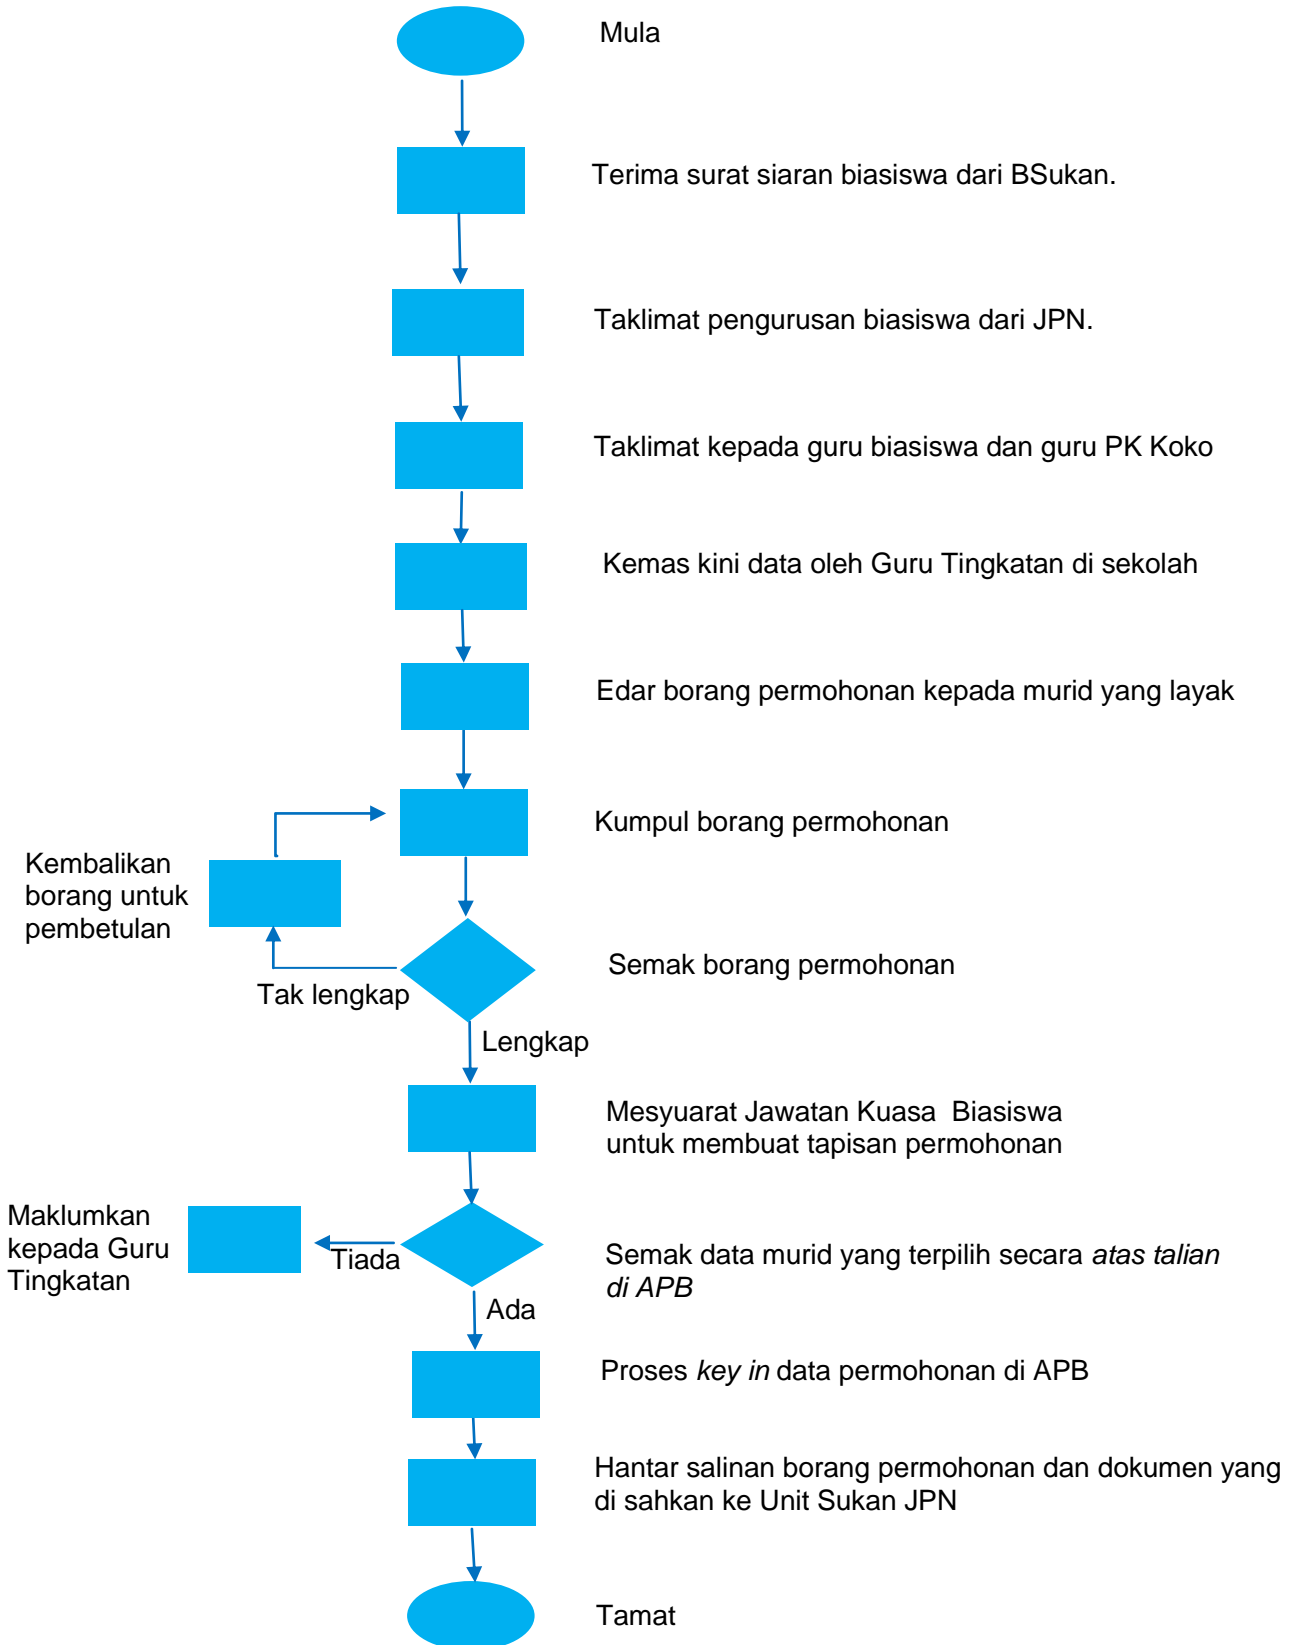 Mula
Terima surat siaran biasiswa dari BSukan.
Taklimat pengurusan biasiswa dari JPN.
Taklimat kepada guru biasiswa dan guru PK Koko
Kemas kini data oleh Guru Tingkatan di sekolah
Edar borang permohonan kepada murid yang layak
Kumpul borang permohonan
Kembalikan
borang untuk
pembetulan
Semak borang permohonan
Tak lengkap
Lengkap
Mesyuarat Jawatan Kuasa  Biasiswa
untuk membuat tapisan permohonan
Maklumkan
kepada Guru
Tingkatan
Tiada
Semak data murid yang terpilih secara atas talian
di APB
Ada
Proses key in data permohonan di APB
Hantar salinan borang permohonan dan dokumen yang
di sahkan ke Unit Sukan JPN
Tamat